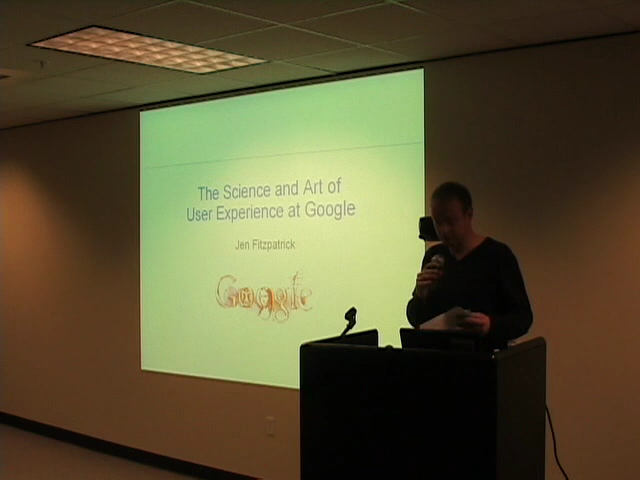 The Science and Art of
User Experience at Google
Jen Fitzpatrick
Google